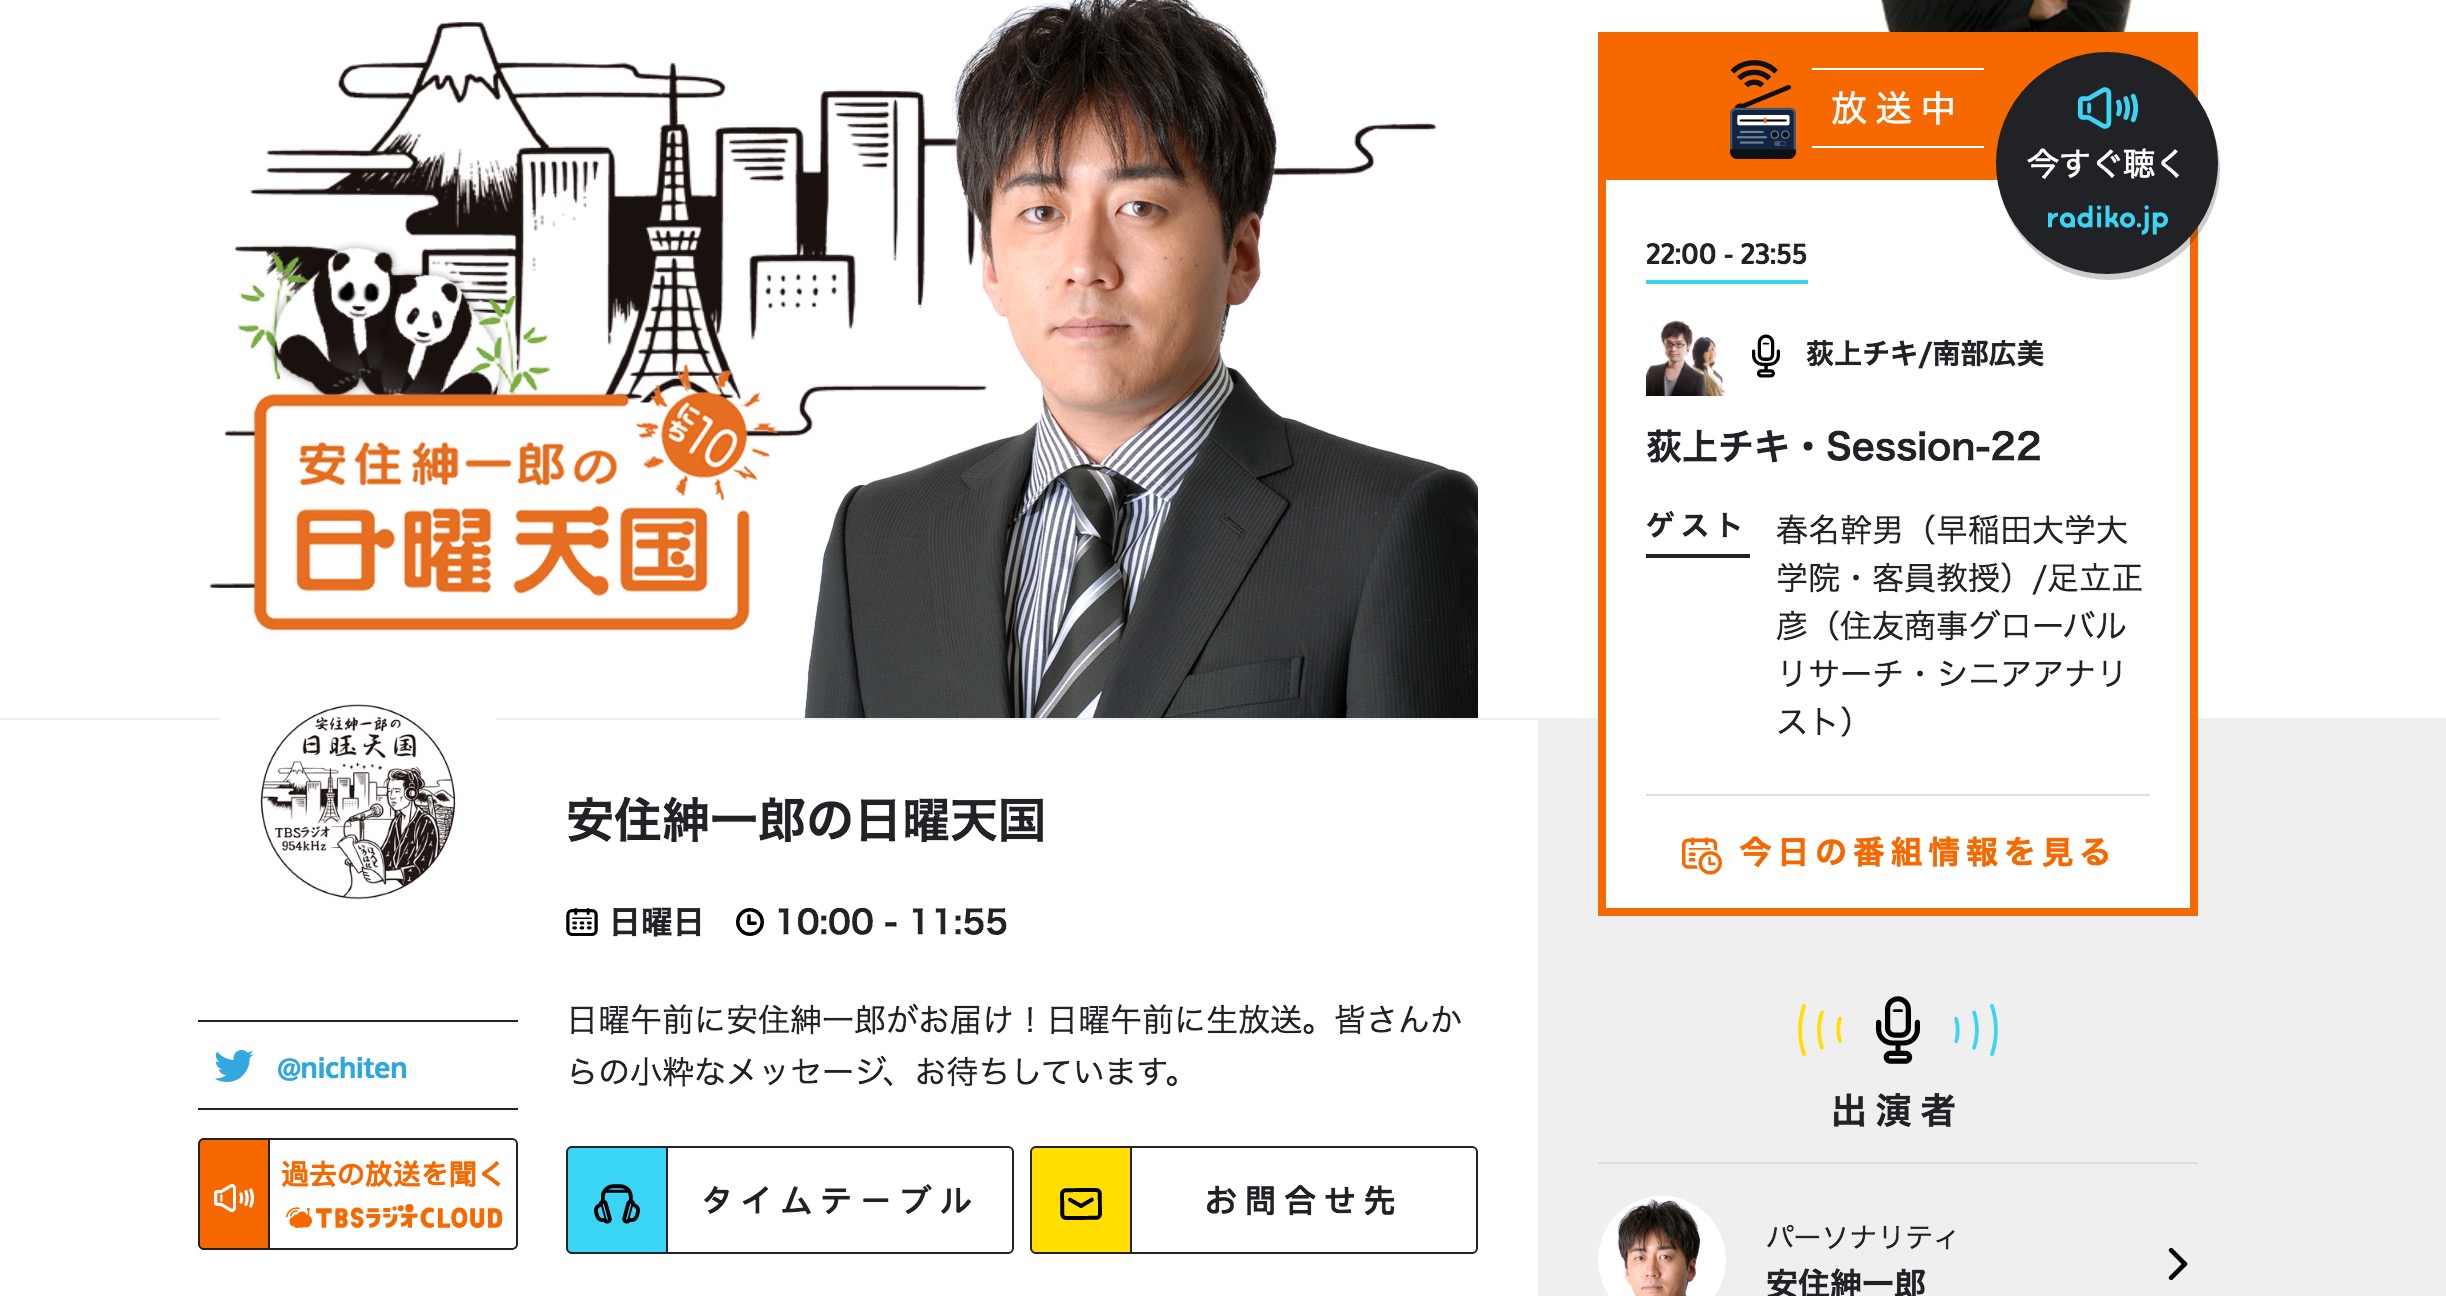 にち10
安住紳一郎の
日曜天国
安住紳一郎の
日曜天国
TBSラジオ
954kHz
@nichiten
過去の放送を聞く
TBSラジオCLOUD
安住紳一郎の日曜天国
日曜日 10:00 - 11:55
日曜午前に安住紳一郎がお届け！日曜午前に生放送。皆さんか
らの小粋なメッセージ、お待ちしています。
タイムテーブル
お問合せ先
放送中
今すぐ聴く
radiko.jp
22:00 - 23:55
荻上チキ/南部広美
荻上チキ・Session-22
ゲスト
春名幹男（早稲田大学大
学院・客員教授）/足立正
彦（住友商事グローバル
リサーチ・シニアアナリ
スト）
今日の番組情報を見る
出演者
パーソナリティ
安住紳一郎